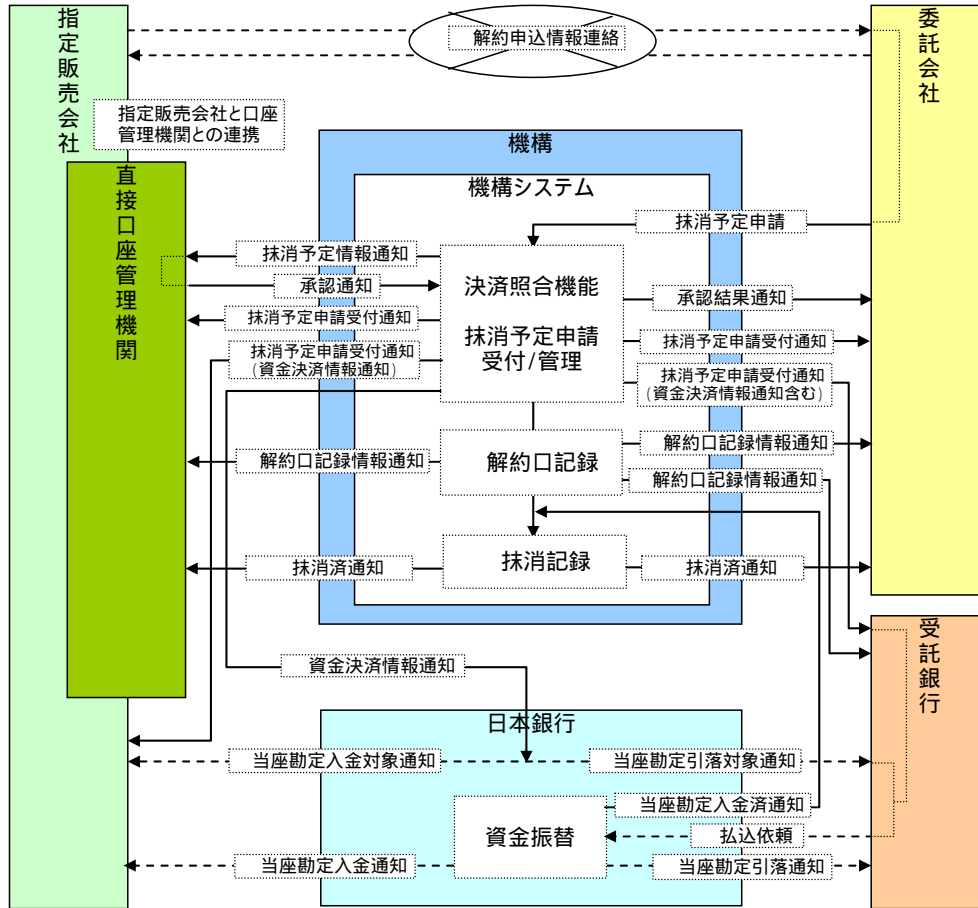 指定販売会社
解約申込情報連絡
委託会社
指定販売会社と口座
管理機関との連携
直接口座管理機関
機構
機構システム
抹消予定申請
抹消予定情報通知
承認通知
決済照合機能
抹消予定申請
受付/管理
承認結果通知
抹消予定申請受付通知
抹消予定申請受付通知
抹消予定申請受付通知
(資金決済情報通知)
抹消予定申請受付通知
(資金決済情報通知含む)
解約口記録情報通知
解約口記録
解約口記録情報通知
解約口記録情報通知
抹消済通知
抹消記録
抹消済通知
受託銀行
資金決済情報通知
日本銀行
当座勘定入金対象通知
当座勘定引落対象通知
当座勘定入金済通知
資金振替
払込依頼
当座勘定入金通知
当座勘定引落通知